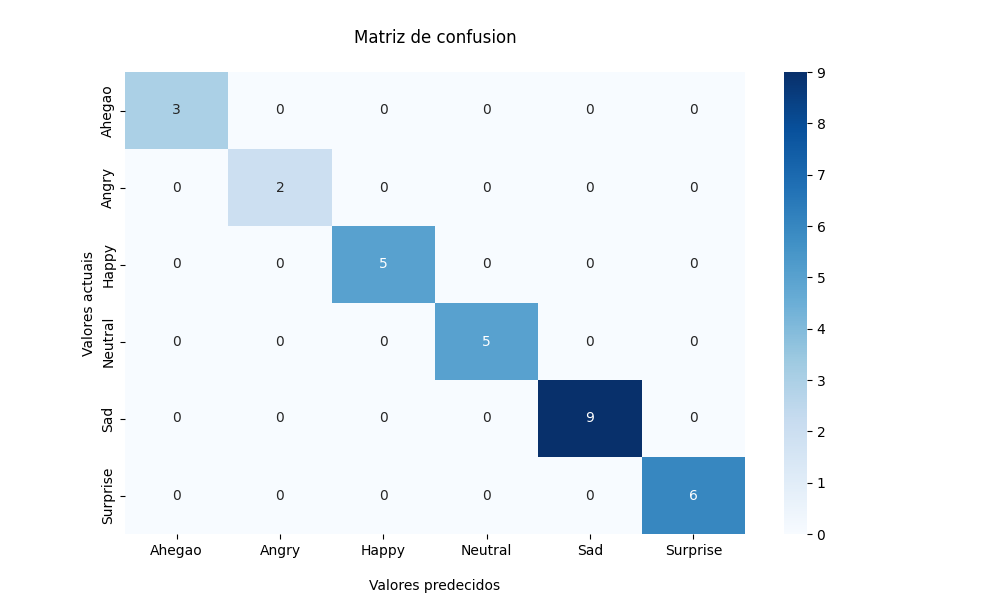 Matriz de confusion
Valores actuais
Ahegao 3 0 0 0 0 0
Angry 0 2 0 0 0 0
Happy 0 0 5 0 0 0
Neutral 0 0 0 5 0 0
Sad 0 0 0 0 9 0
Surprise 0 0 0 0 0 6
Ahegao Angry Happy Neutral Sad Surprise
Valores predecidos
9
8
7
6
5
4
3
2
1
0